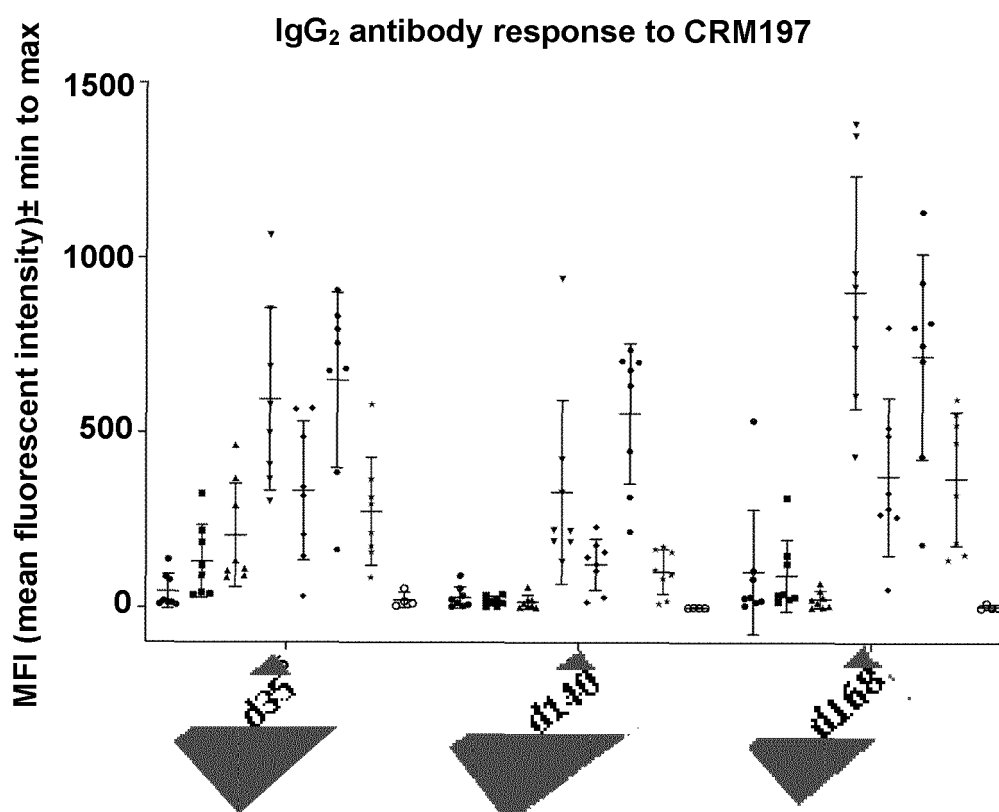 IgG₂ antibody response to CRM197
MFI (mean fluorescent intensity)± min to max
1500
1000
500
0
d35
d140
d168